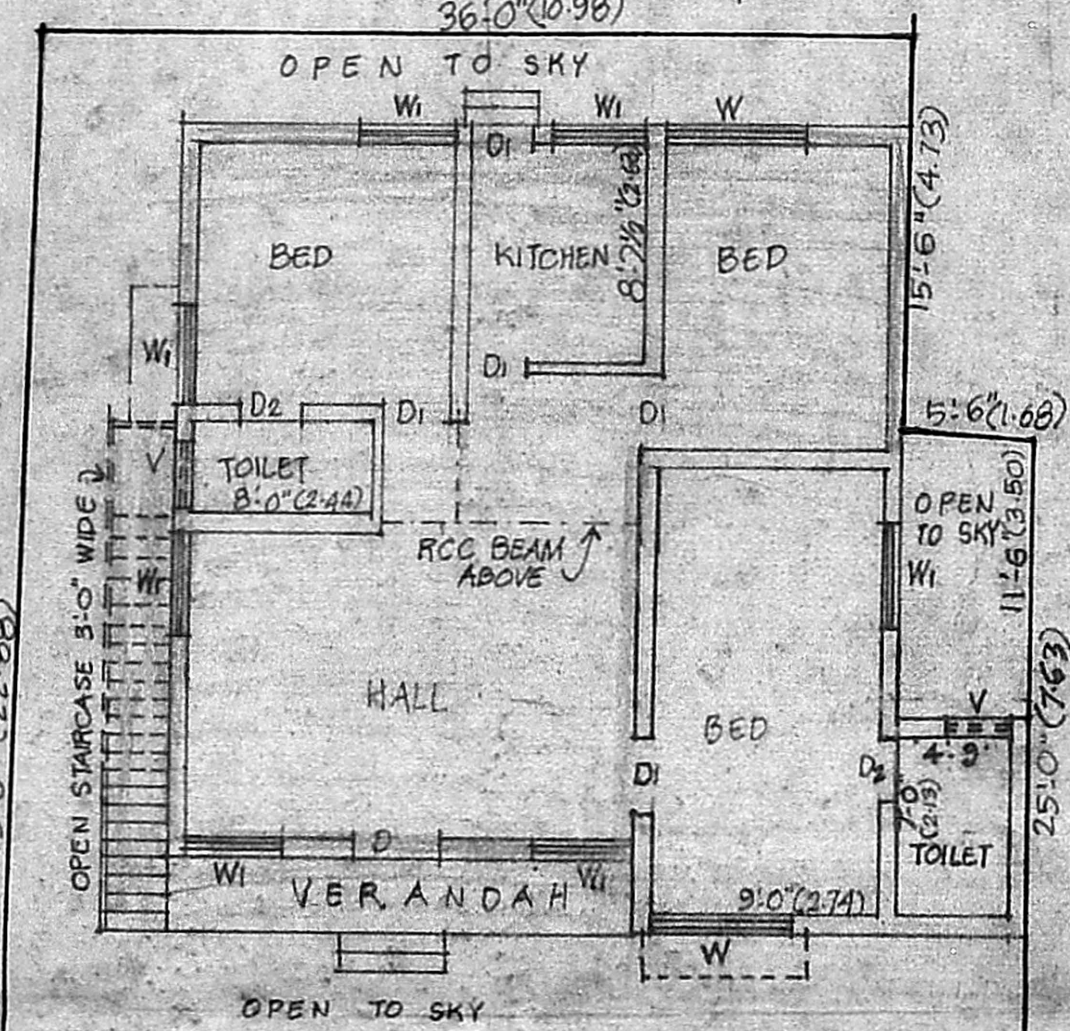 36'-0"(10.98)
OPEN TO SKY
W1
W1
W
D1
BED
KITCHEN
8'-7½"(2.63)
BED
15'-6"(4.73)
W1
D1
D2
D1
D1
5'-6"(1.68)
V
TOILET
8'-0"(2.44)
OPEN
TO SKY
W1
11'-6"(3.50)
RCC BEAM
ABOVE
OPEN STAIRCASE 3'-0" WIDE
W1
HALL
BED
V
4'-9"
D1
D2
7'-0"
(2.13)
TOILET
25'-0"(7.63)
D
W1
W1
VERANDAH
9'-0"(2.74)
W
OPEN TO SKY